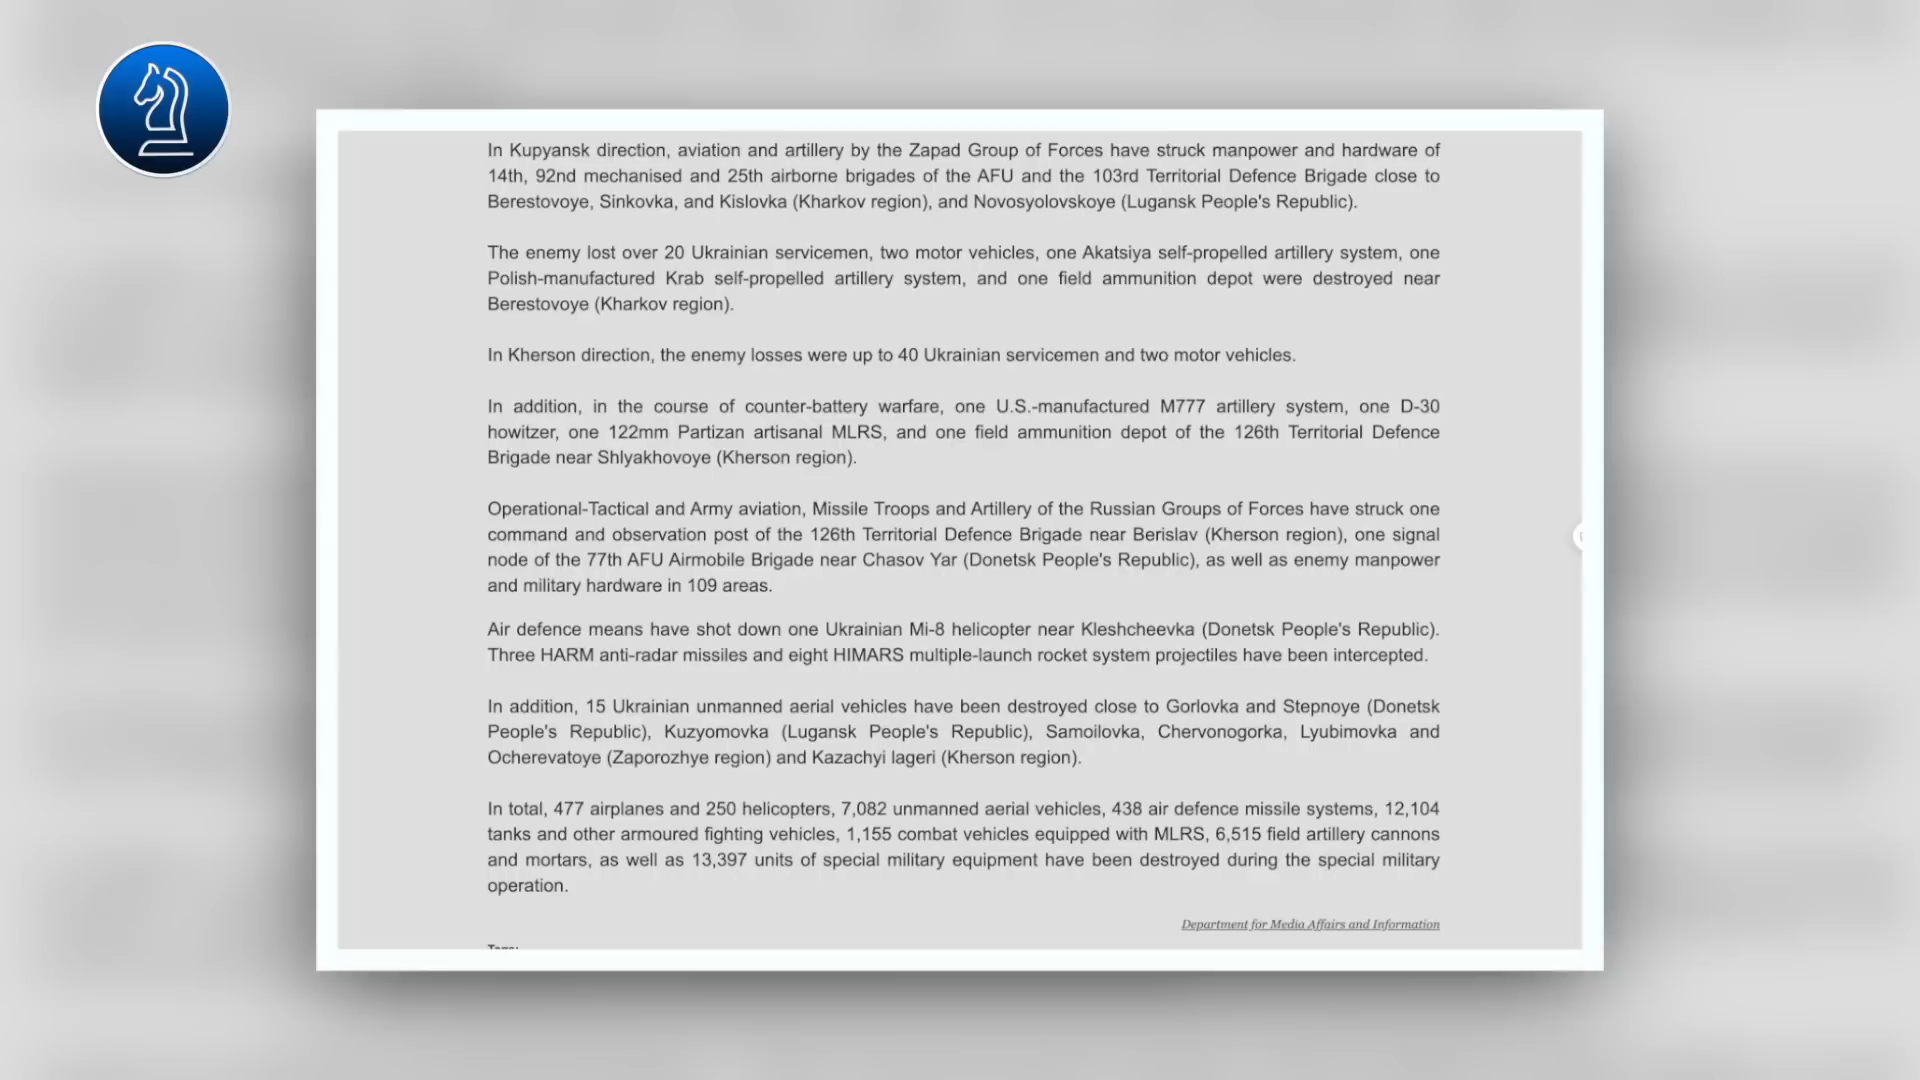 In Kupyansk direction, aviation and artillery by the Zapad Group of Forces have struck manpower and hardware of
14th, 92nd mechanised and 25th airborne brigades of the AFU and the 103rd Territorial Defence Brigade close to
Berestovoye, Sinkovka, and Kislovka (Kharkov region), and Novosyolovskoye (Lugansk People's Republic).
The enemy lost over 20 Ukrainian servicemen, two motor vehicles, one Akatsiya self-propelled artillery system, one
Polish-manufactured Krab self-propelled artillery system, and one field ammunition depot were destroyed near
Berestovoye (Kharkov region).
In Kherson direction, the enemy losses were up to 40 Ukrainian servicemen and two motor vehicles.
In addition, in the course of counter-battery warfare, one U.S.-manufactured M777 artillery system, one D-30
howitzer, one 122mm Partizan artisanal MLRS, and one field ammunition depot of the 126th Territorial Defence
Brigade near Shlyakhovoye (Kherson region).
Operational-Tactical and Army aviation, Missile Troops and Artillery of the Russian Groups of Forces have struck one
command and observation post of the 126th Territorial Defence Brigade near Berislav (Kherson region), one signal
node of the 77th AFU Airmobile Brigade near Chasov Yar (Donetsk People's Republic), as well as enemy manpower
and military hardware in 109 areas.
Air defence means have shot down one Ukrainian Mi-8 helicopter near Kleshcheevka (Donetsk People's Republic).
Three HARM anti-radar missiles and eight HIMARS multiple-launch rocket system projectiles have been intercepted.
In addition, 15 Ukrainian unmanned aerial vehicles have been destroyed close to Gorlovka and Stepnoye (Donetsk
People's Republic), Kuzyomovka (Lugansk People's Republic), Samoilovka, Chervonogorka, Lyubimovka and
Ocherevatoye (Zaporozhye region) and Kazachyi lageri (Kherson region).
In total, 477 airplanes and 250 helicopters, 7,082 unmanned aerial vehicles, 438 air defence missile systems, 12,104
tanks and other armoured fighting vehicles, 1,155 combat vehicles equipped with MLRS, 6,515 field artillery cannons
and mortars, as well as 13,397 units of special military equipment have been destroyed during the special military
operation.
Department for Media Affairs and Information